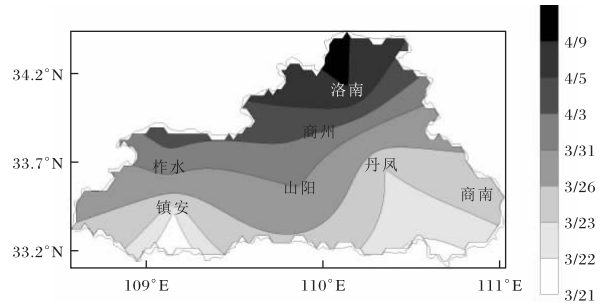 34.2°N
33.7°N
33.2°N
109°E
110°E
111°E
洛南
商州
柞水
丹凤
山阳
商南
镇安
4/9
4/5
4/3
3/31
3/26
3/23
3/22
3/21